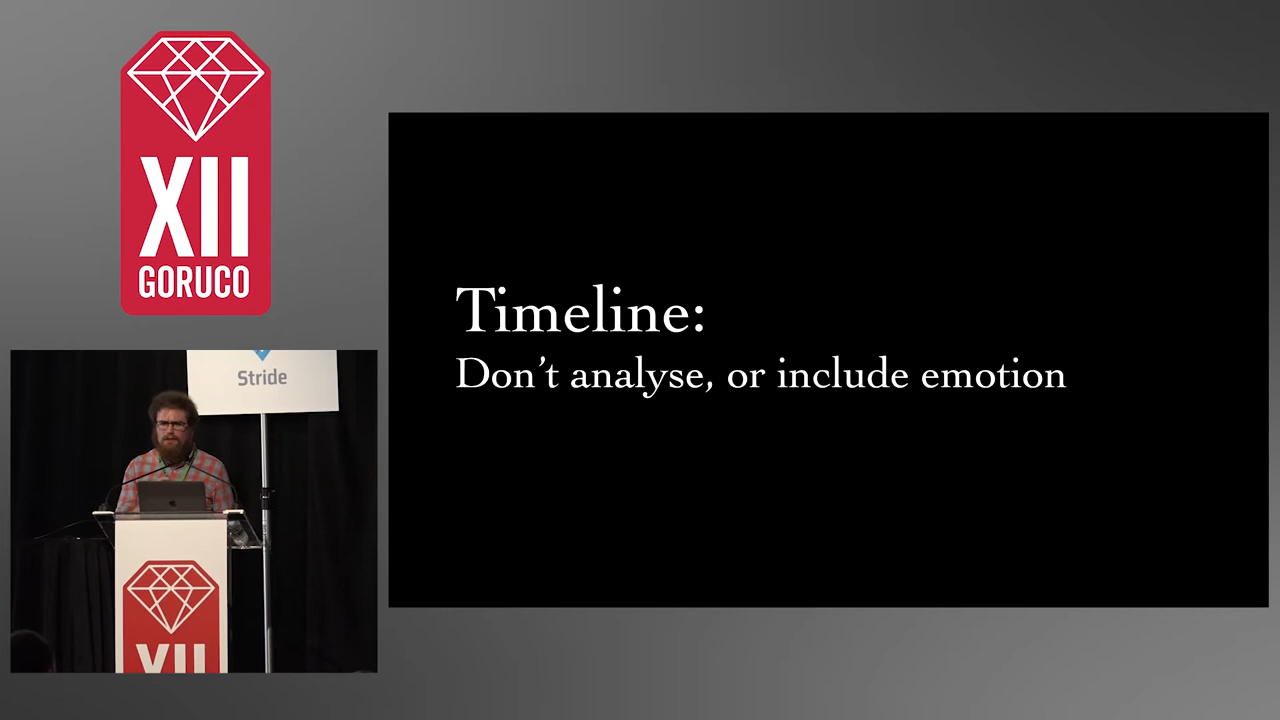 XII
GORUCO
Timeline:
Don't analyse, or include emotion
Stride
XII